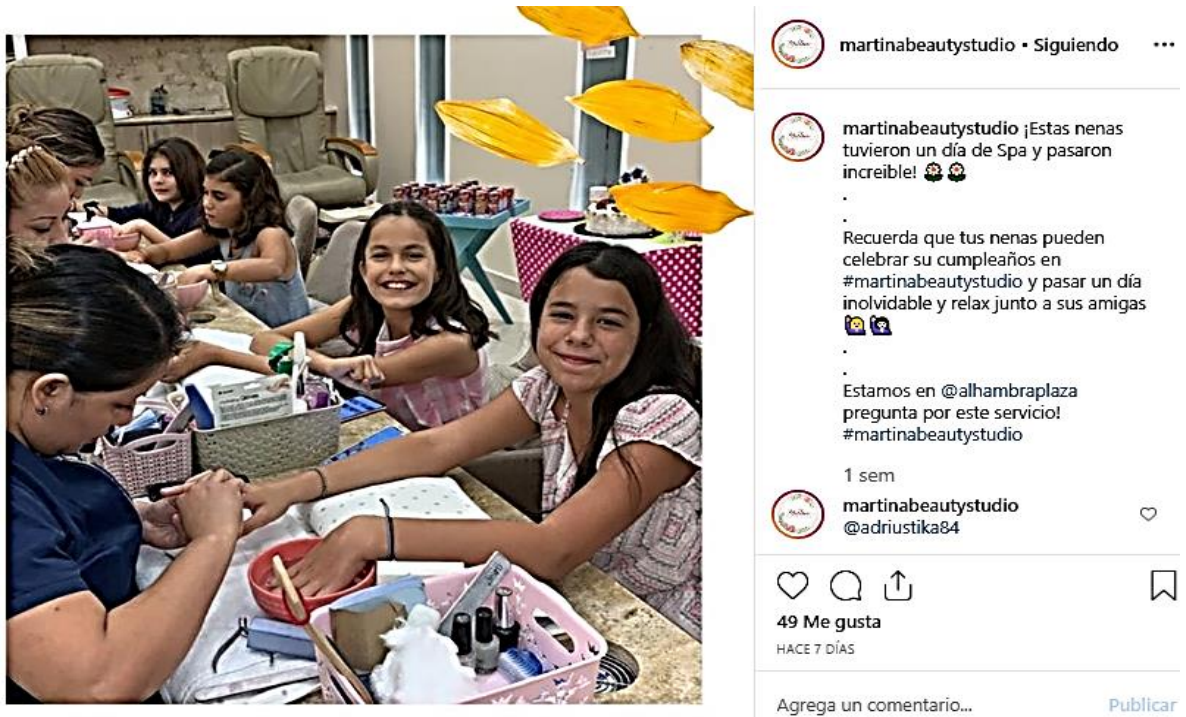 martinabeautystudio • Siguiendo
martinabeautystudio ¡Estas nenas
tuvieron un día de Spa y pasaron
increible!
.
.
Recuerda que tus nenas pueden
celebrar su cumpleaños en
#martinabeautystudio y pasar un día
inolvidable y relax junto a sus amigas
.
.
Estamos en @alhambraplaza
pregunta por este servicio!
#martinabeautystudio
1 sem
martinabeautystudio
@adriustika84
49 Me gusta
HACE 7 DÍAS
Agrega un comentario...
Publicar